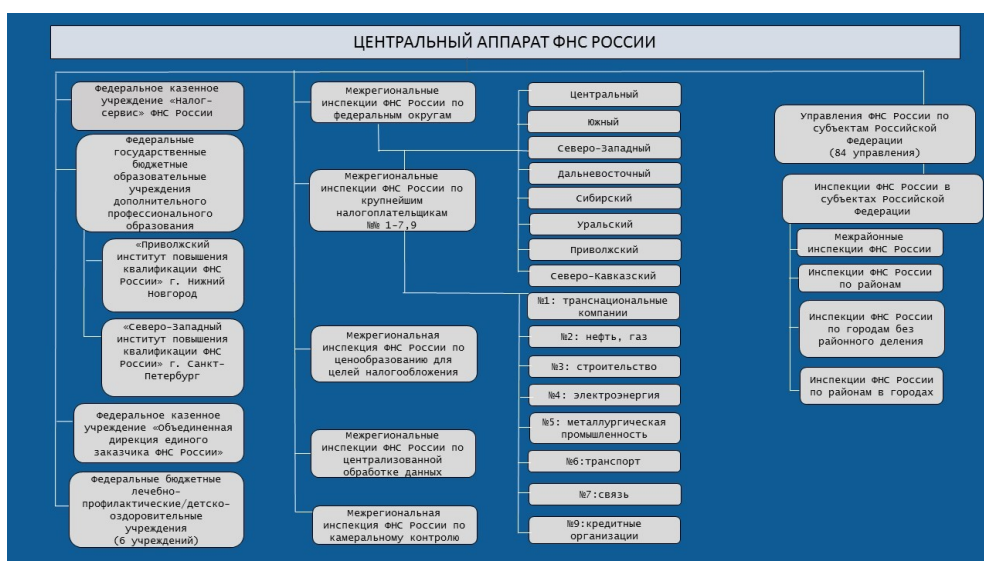 ЦЕНТРАЛЬНЫЙ АППАРАТ ФНС РОССИИ
Федеральное казенное
учреждение «Налог-
сервис» ФНС России
Федеральные
государственные
бюджетные
образовательные
учреждения
дополнительного
профессионального
образования
«Приволжский
институт повышения
квалификации ФНС
России» г. Нижний
Новгород
«Северо-Западный
институт повышения
квалификации ФНС
России» г. Санкт-
Петербург
Федеральное казенное
учреждение «Объединенная
дирекция единого
заказчика ФНС России»
Федеральные бюджетные
лечебно-
профилактические/детско-
оздоровительные
учреждения
(6 учреждений)
Межрегиональные
инспекции ФНС России по
федеральным округам
Межрегиональные
инспекции ФНС России по
крупнейшим
налогоплательщикам
№№ 1-7,9
Межрегиональная
инспекция ФНС России по
ценообразованию для
целей налогообложения
Межрегиональные
инспекции ФНС России по
централизованной
обработке данных
Межрегиональная
инспекция ФНС России по
камеральному контролю
Центральный
Южный
Северо-Западный
Дальневосточный
Сибирский
Уральский
Приволжский
Северо-Кавказский
№1: транснациональные
компании
№2: нефть, газ
№3: строительство
№4: электроэнергия
№5: металлургическая
промышленность
№6:транспорт
№7:связь
№9:кредитные
организации
Управления ФНС России по
субъектам Российской
Федерации
(84 управления)
Инспекции ФНС России в
субъектах Российской
Федерации
Межрайонные
инспекции ФНС России
Инспекции ФНС России
по районам
Инспекции ФНС России
по городам без
районного деления
Инспекции ФНС России
по районам в городах